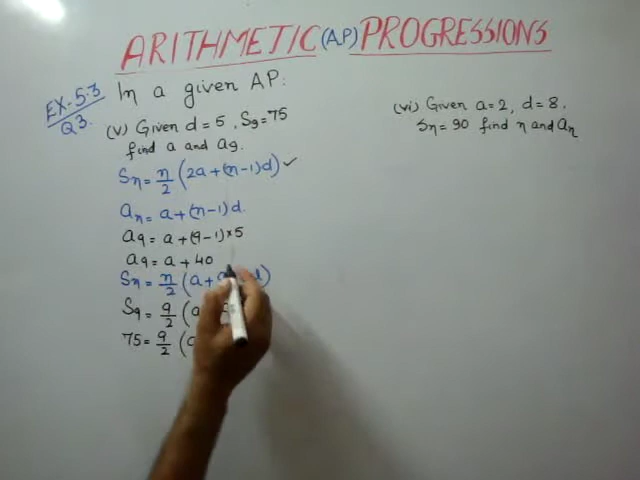 ARITHMETIC (AP) PROGRESSIONS
EX-5.3
Q3.
In a given AP:
(v) Given d = 5, S9 = 75
find a and a9.
Sn = n/2 (2a + (n-1)d) ✓
an = a + (n-1)d.
a9 = a + (9-1)×5
a9 = a + 40
Sn = n/2 (a +
S9 = 9/2 (a
75 = 9/2 (a
(vi) Given a = 2, d = 8,
Sn = 90 find n and an